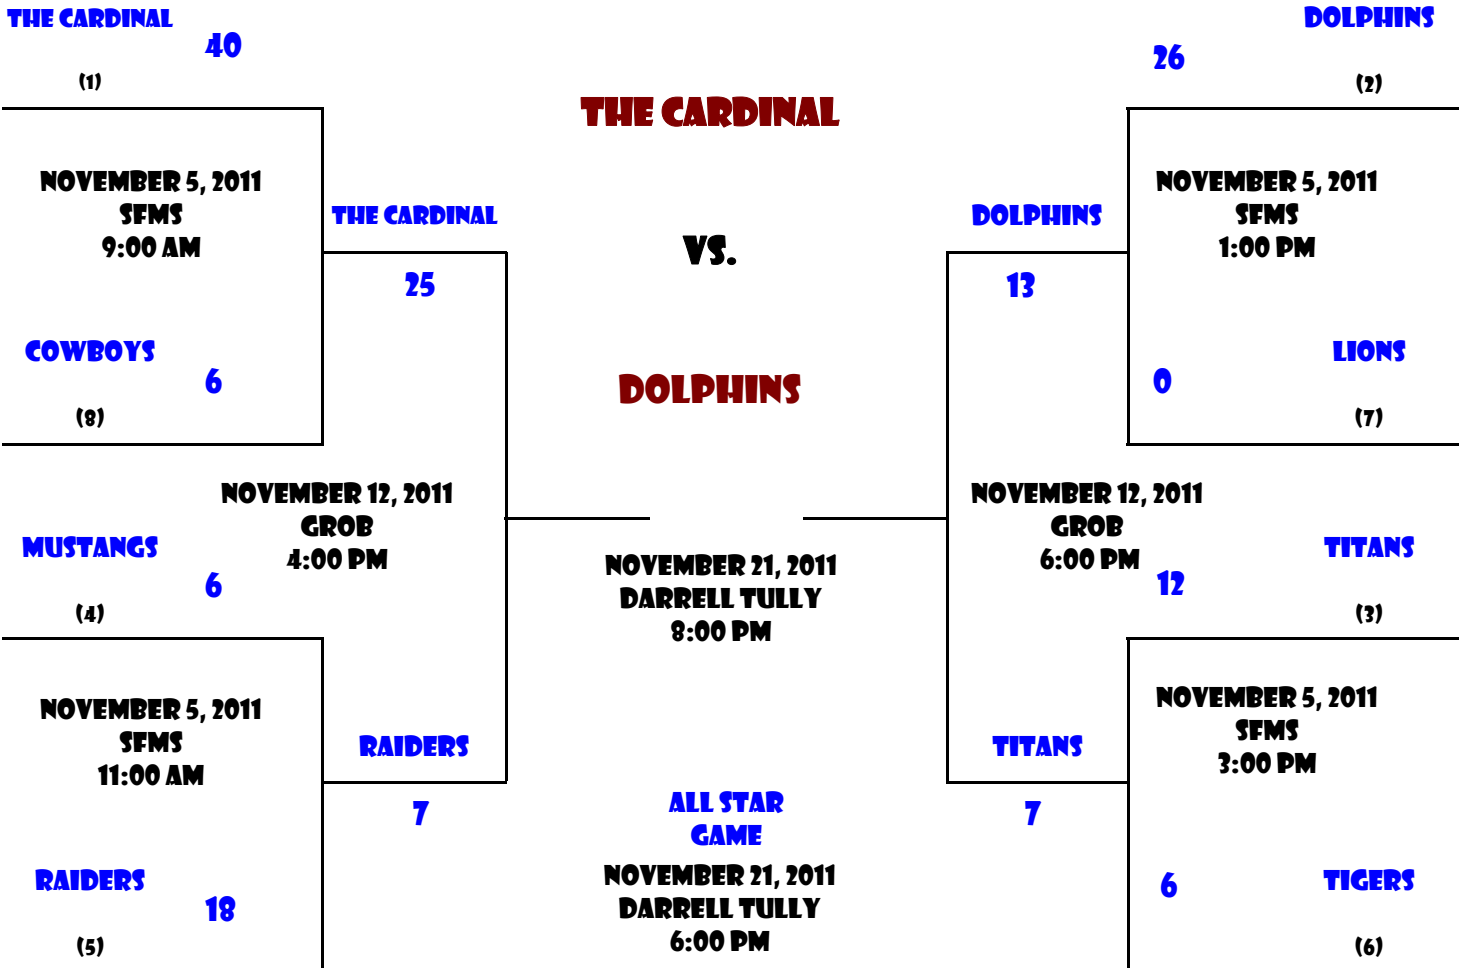 THE CARDINAL
40
(1)
NOVEMBER 5, 2011
SFMS
9:00 AM
COWBOYS
6
(8)
THE CARDINAL
25
NOVEMBER 12, 2011
GROB
4:00 PM
MUSTANGS
6
(4)
NOVEMBER 5, 2011
SFMS
11:00 AM
RAIDERS
7
RAIDERS
18
(5)
THE CARDINAL
VS.
DOLPHINS
NOVEMBER 21, 2011
DARRELL TULLY
8:00 PM
ALL STAR
GAME
NOVEMBER 21, 2011
DARRELL TULLY
6:00 PM
DOLPHINS
26
(2)
NOVEMBER 5, 2011
SFMS
1:00 PM
DOLPHINS
13
LIONS
0
(7)
NOVEMBER 12, 2011
GROB
6:00 PM
TITANS
12
(3)
NOVEMBER 5, 2011
SFMS
3:00 PM
TITANS
7
6
TIGERS
(6)